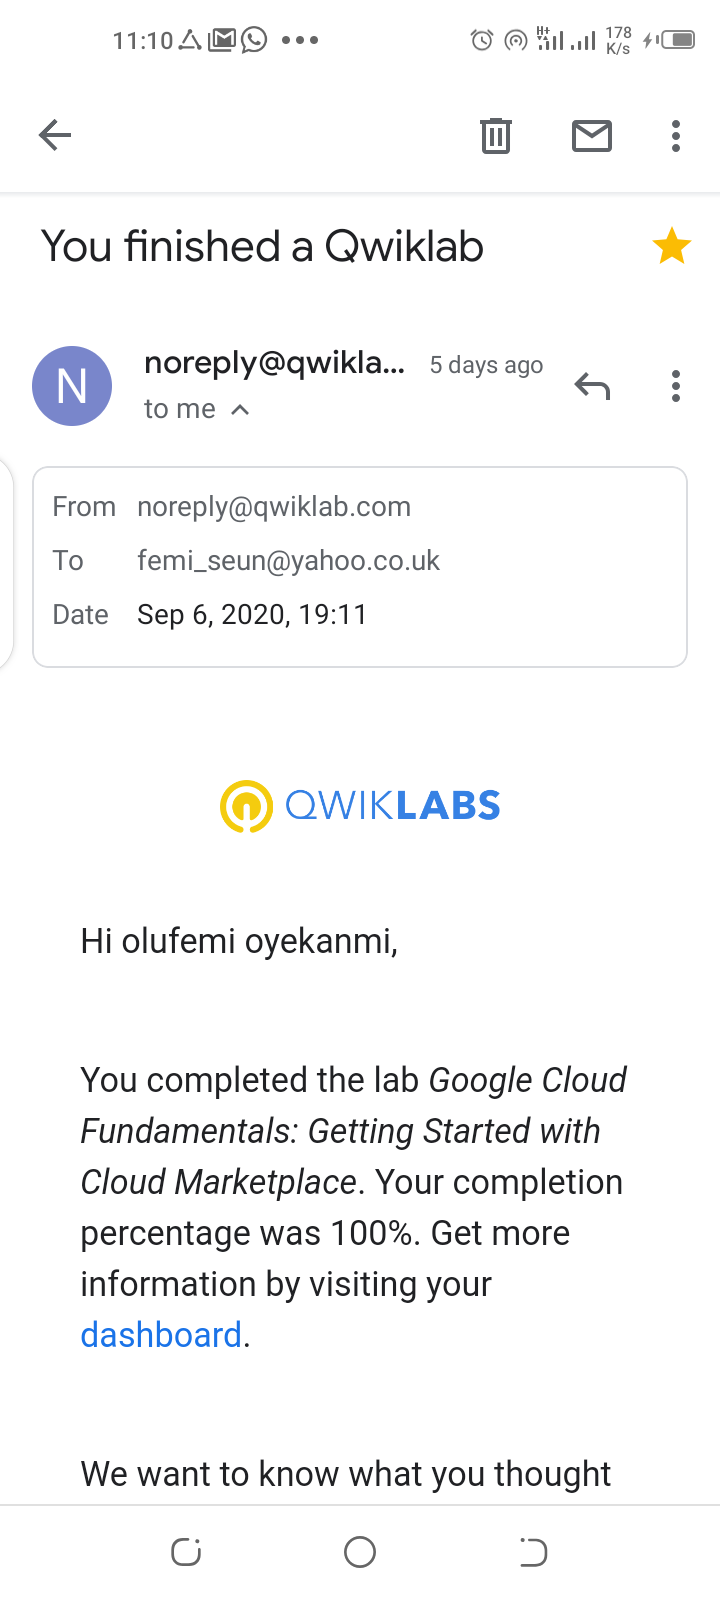 11:10
H+
178
K/s
You finished a Qwiklab
N
noreply@qwikla... 5 days ago
to me
From noreply@qwiklab.com
To femi_seun@yahoo.co.uk
Date Sep 6, 2020, 19:11
QWIKLABS
Hi olufemi oyekanmi,
You completed the lab Google Cloud
Fundamentals: Getting Started with
Cloud Marketplace. Your completion
percentage was 100%. Get more
information by visiting your
dashboard.
We want to know what you thought